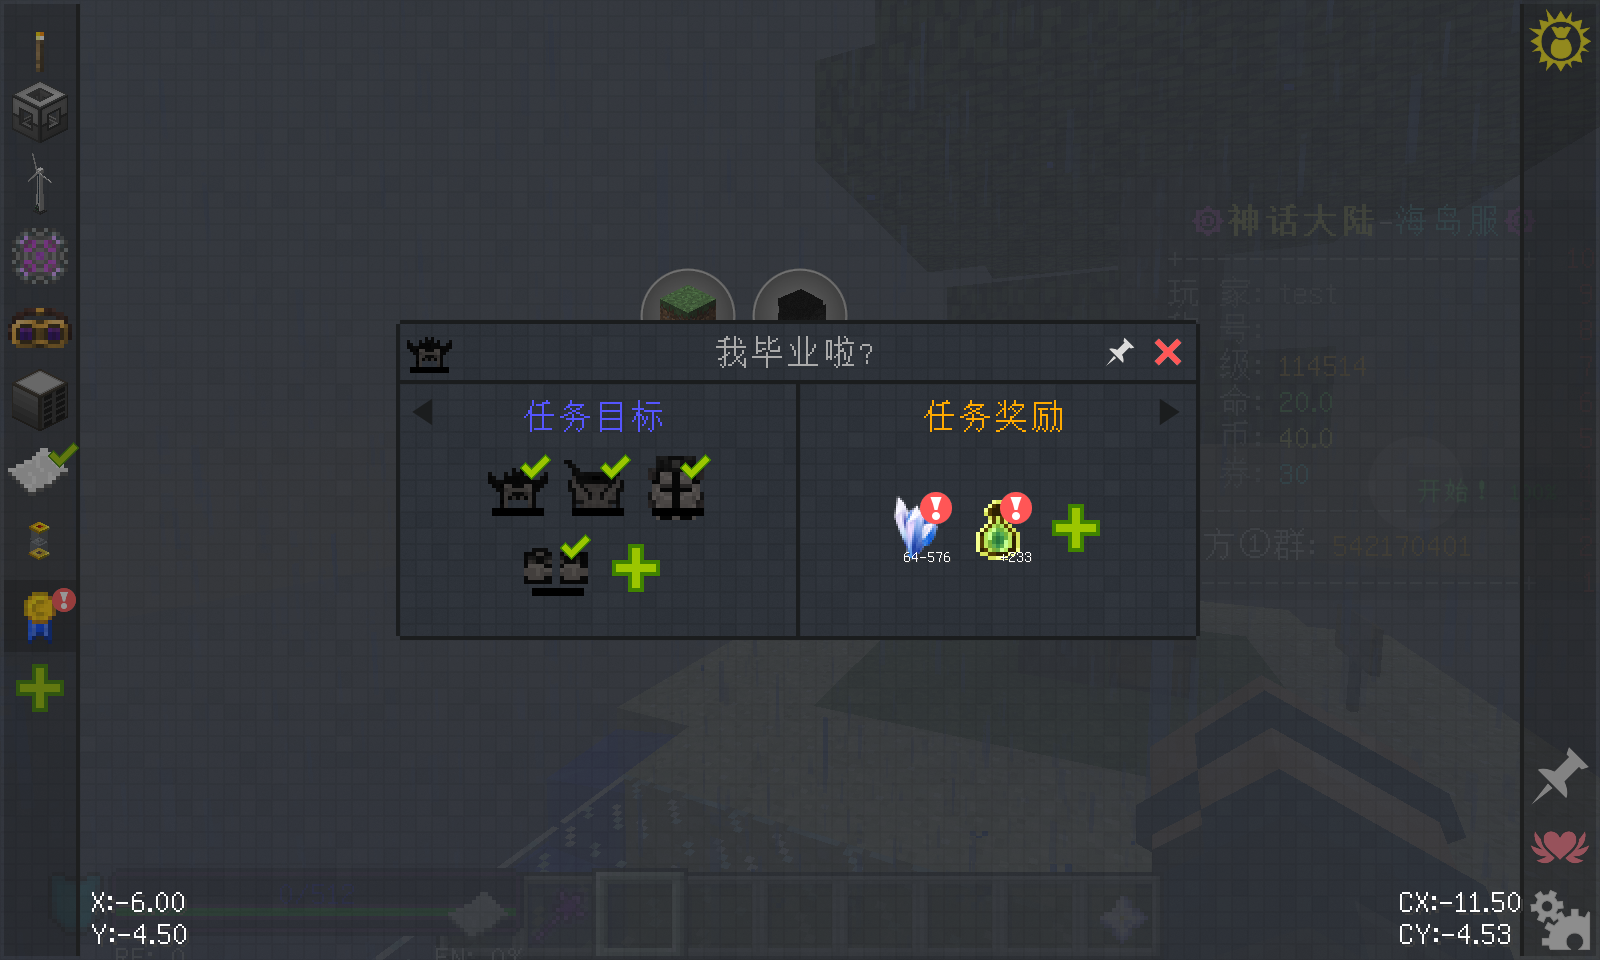 神话大陆-海岛服
玩 家: test
号:
级: 114514
我毕业啦?
命: 20.0
任务目标
任务奖励
币: 40.0
券: 30
开始!
64-576
-233
方①群:
X:-6.00
Y:-4.50
CX:-11.50
CY:-4.53